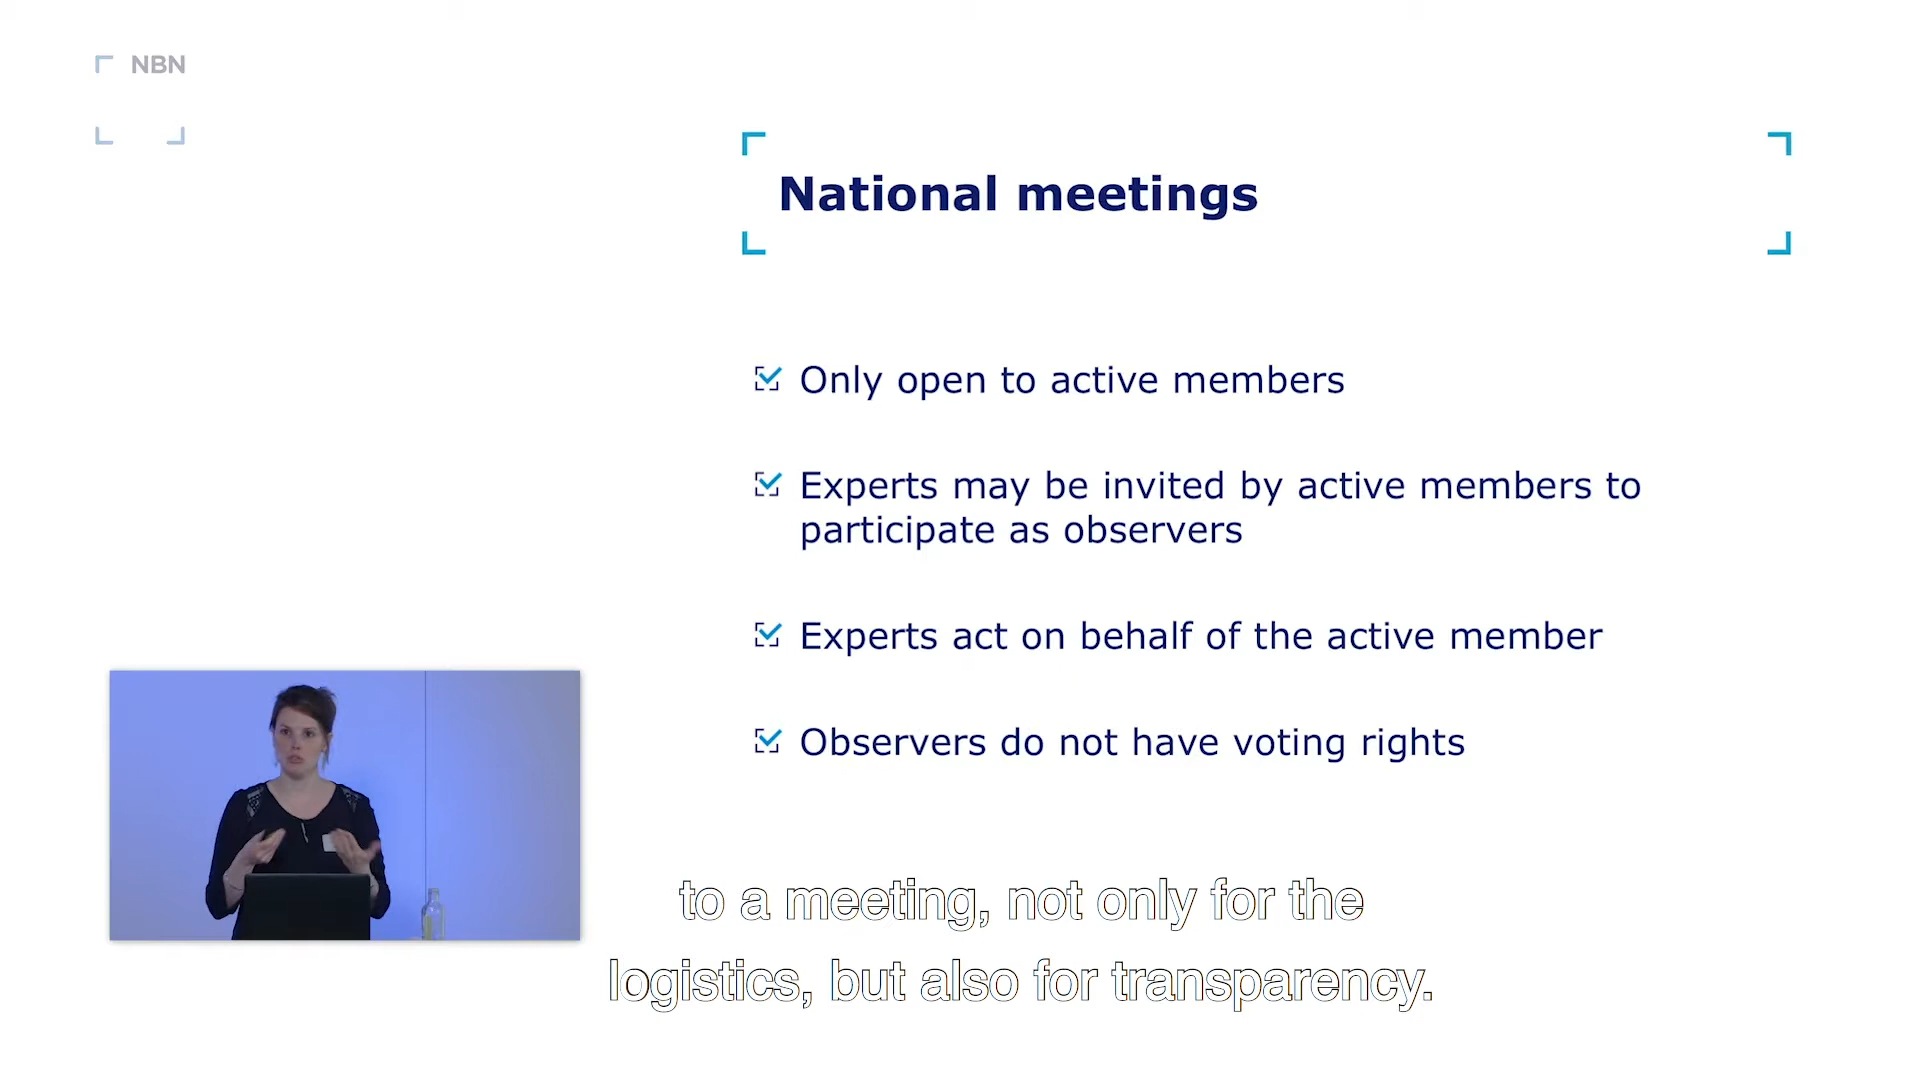 NBN
National meetings
Only open to active members
Experts may be invited by active members to
participate as observers
Experts act on behalf of the active member
Observers do not have voting rights
to a meeting, not only for the
logistics, but also for transparency.